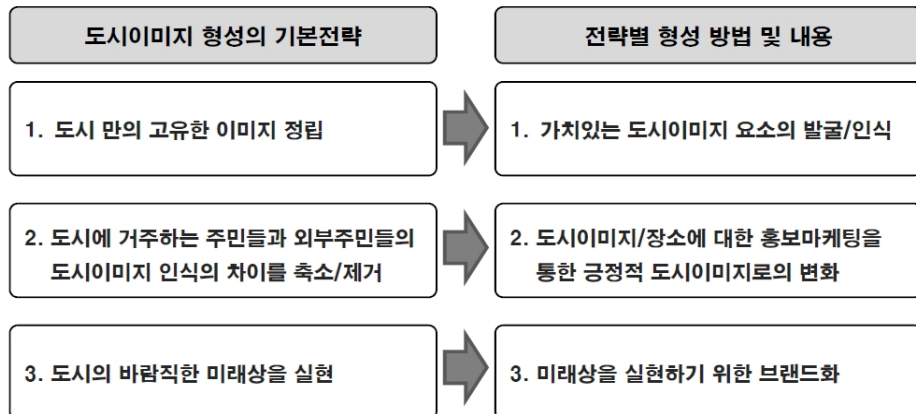 도시이미지 형성의 기본전략
전략별 형성 방법 및 내용
1. 도시 만의 고유한 이미지 정립
1. 가치있는 도시이미지 요소의 발굴/인식
2. 도시에 거주하는 주민들과 외부주민들의
도시이미지 인식의 차이를 축소/제거
2. 도시이미지/장소에 대한 홍보마케팅을
통한 긍정적 도시이미지로의 변화
3. 도시의 바람직한 미래상을 실현
3. 미래상을 실현하기 위한 브랜드화